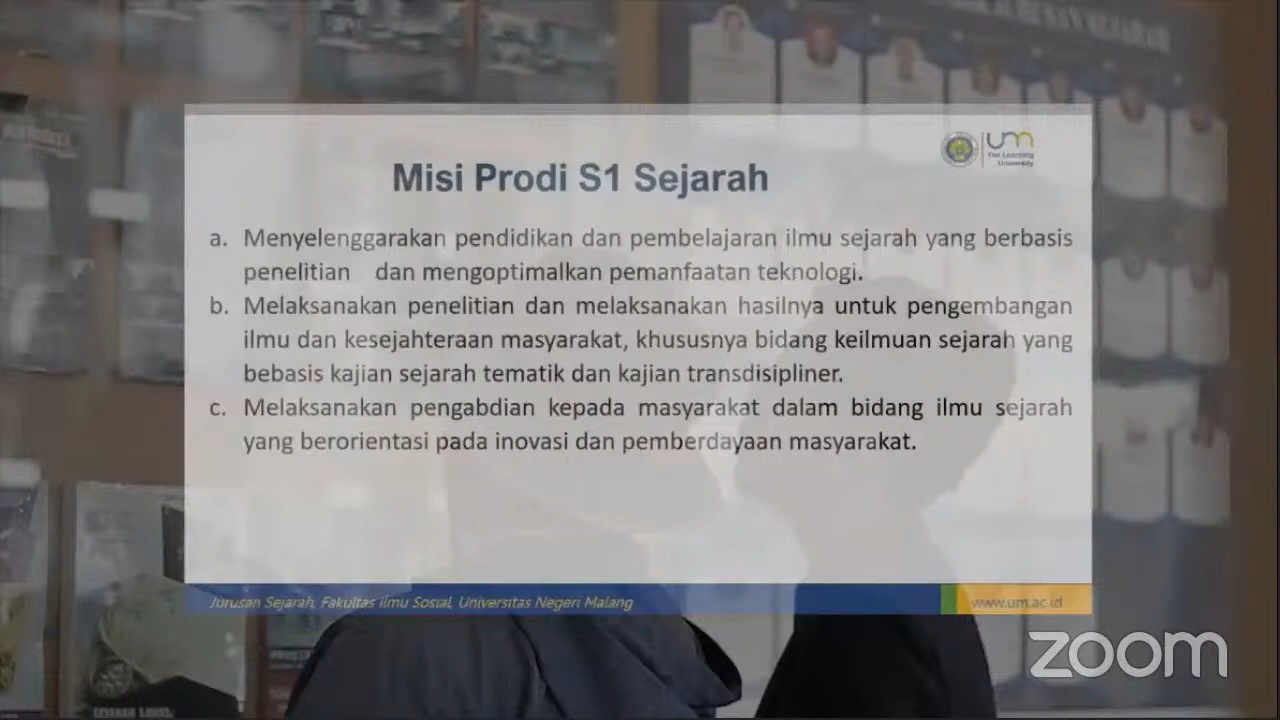 um
The Learning
University
Misi Prodi S1 Sejarah
a. Menyelenggarakan pendidikan dan pembelajaran ilmu sejarah yang berbasis
penelitian dan mengoptimalkan pemanfaatan teknologi.
b. Melaksanakan penelitian dan melaksanakan hasilnya untuk pengembangan
ilmu dan kesejahteraan masyarakat, khususnya bidang keilmuan sejarah yang
bebasis kajian sejarah tematik dan kajian transdisipliner.
c. Melaksanakan pengabdian kepada masyarakat dalam bidang ilmu sejarah
yang berorientasi pada inovasi dan pemberdayaan masyarakat.
Jurusan Sejarah, Fakultas Ilmu Sosial, Universitas Negeri Malang
www.um.ac.id
zoom